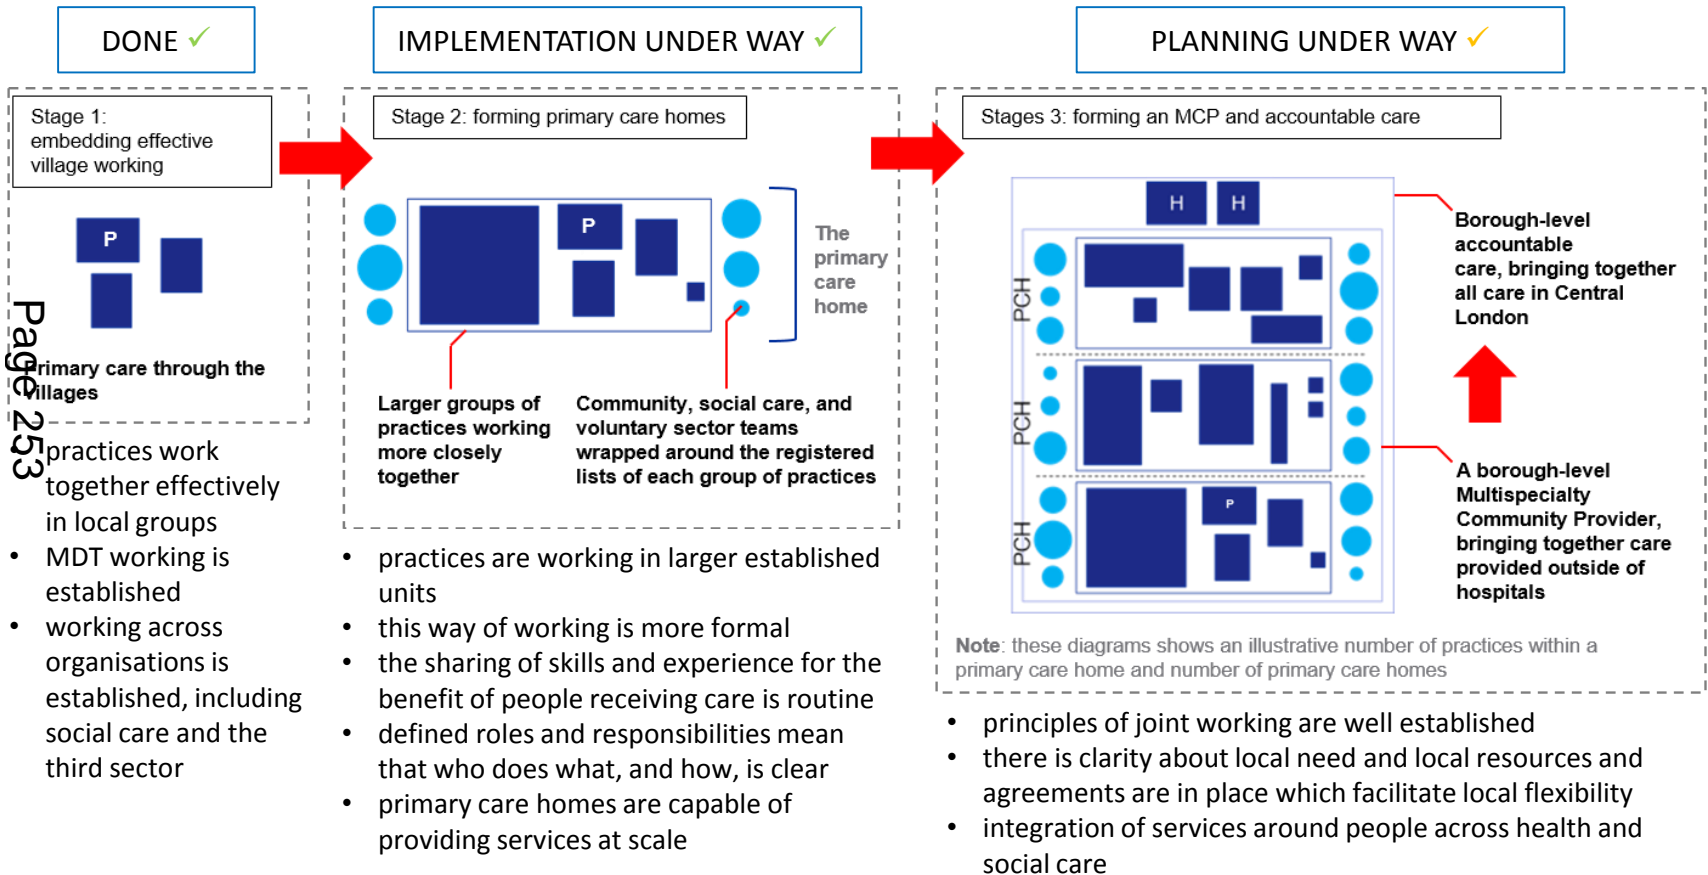 DONE ✓
IMPLEMENTATION UNDER WAY ✓
PLANNING UNDER WAY ✓
Stage 1:
embedding effective
village working
P
Primary care through the
villages
Page 253
practices work
together effectively
in local groups
• MDT working is
established
• working across
organisations is
established, including
social care and the
third sector
Stage 2: forming primary care homes
P
The
primary
care
home
Larger groups of
practices working
more closely
together
Community, social care, and
voluntary sector teams
wrapped around the registered
lists of each group of practices
• practices are working in larger established
units
• this way of working is more formal
• the sharing of skills and experience for the
benefit of people receiving care is routine
• defined roles and responsibilities mean
that who does what, and how, is clear
• primary care homes are capable of
providing services at scale
Stages 3: forming an MCP and accountable care
H H
PCH
PCH
PCH
P
Borough-level
accountable
care, bringing together
all care in Central
London
A borough-level
Multispecialty
Community Provider,
bringing together care
provided outside of
hospitals
Note: these diagrams shows an illustrative number of practices within a
primary care home and number of primary care homes
• principles of joint working are well established
• there is clarity about local need and local resources and
agreements are in place which facilitate local flexibility
• integration of services around people across health and
social care